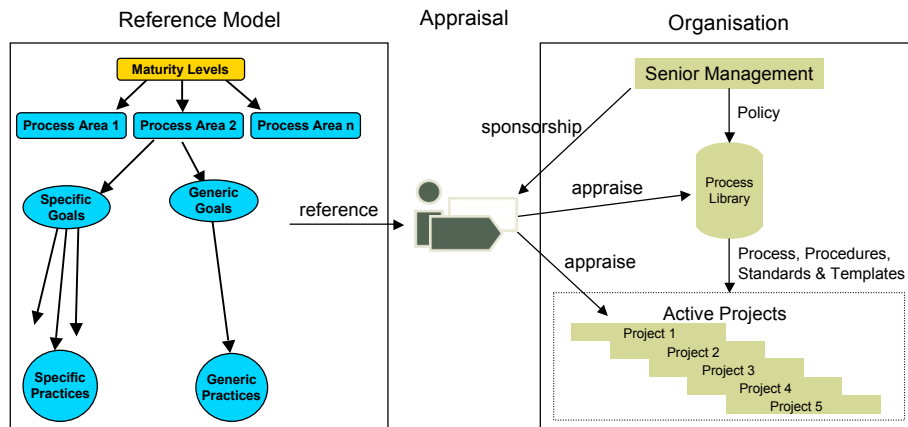 Reference Model
Appraisal
Organisation
Maturity Levels
Process Area 1
Process Area 2
Process Area n
Specific
Goals
Generic
Goals
Specific
Practices
Generic
Practices
reference
sponsorship
appraise
appraise
Senior Management
Policy
Process
Library
Process, Procedures,
Standards & Templates
Active Projects
Project 1
Project 2
Project 3
Project 4
Project 5